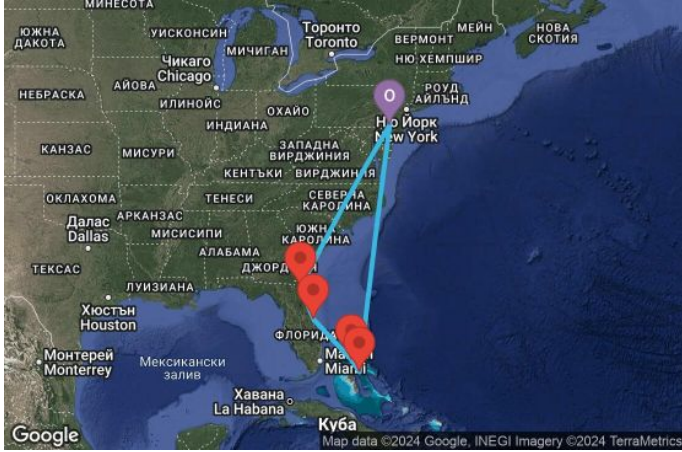 МИНЕСОТА
ЮЖНА
ДАКОТА
УИСКОНСИН
МИЧИГАН
Торонто
Toronto
ВЕРМОНТ
МЕЙН
НОВА
СКОТИЯ
НЮ ХЕМПШИР
Чикаго
Chicago
НЕБРАСКА
АЙОВА
ИЛИНОЙС
ОХАЙО
ИНДИАНА
O
РОУД
АЙЛЪНД
Ню Йорк
New York
КАНЗАС
МИСУРИ
ЗАПАДНА
ВИРДЖИНИЯ
КЕНТЪКИ
ВИРДЖИНИЯ
ОКЛАХОМА
АРКАНЗАС
ТЕНЕСИ
СЕВЕРНА
КАРОЛИНА
Далас
Dallas
МИСИСИПИ
АЛАБАМА
ЮЖНА
КАРОЛИНА
ТЕКСАС
ЛУИЗИАНА
Хюстън
Houston
ФЛОРИДА
Монтерей
Monterrey
Мексикански
залив
Miami
Хавана
La Habana
Куба
Google
Map data ©2024 Google, INEGI Imagery ©2024 TerraMetrics